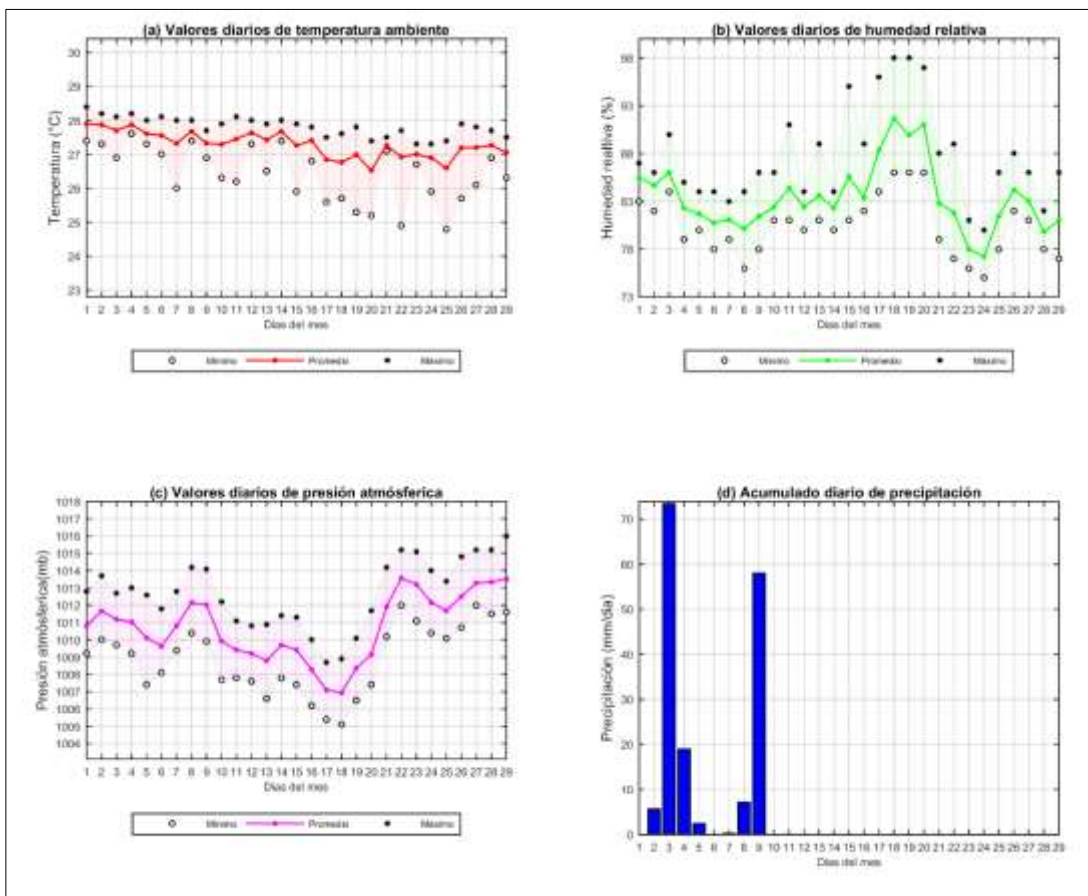 (a) Valores diarios de temperatura ambiente
30
29
28
27
26
25
24
23
Temperatura (°C)
1 2 3 4 5 6 7 8 9 10 11 12 13 14 15 16 17 18 19 20 21 22 23 24 25 26 27 28 29
Días del mes
Mínimo Promedio Máximo
(b) Valores diarios de humedad relativa
98
93
88
83
78
73
Humedad realtiva (%)
1 2 3 4 5 6 7 8 9 10 11 12 13 14 15 16 17 18 19 20 21 22 23 24 25 26 27 28 29
Días del mes
Mínimo Promedio Máximo
(c) Valores diarios de presión atmósferica
1018
1017
1016
1015
1014
1013
1012
1011
1010
1009
1008
1007
1006
1005
1004
Presión atmósferica(mb)
1 2 3 4 5 6 7 8 9 10 11 12 13 14 15 16 17 18 19 20 21 22 23 24 25 26 27 28 29
Días del mes
Mínimo Promedio Máximo
(d) Acumulado diario de precipitación
70
60
50
40
30
20
10
0
Precipitación (mm/día)
1 2 3 4 5 6 7 8 9 10 11 12 13 14 15 16 17 18 19 20 21 22 23 24 25 26 27 28 29
Días del mes